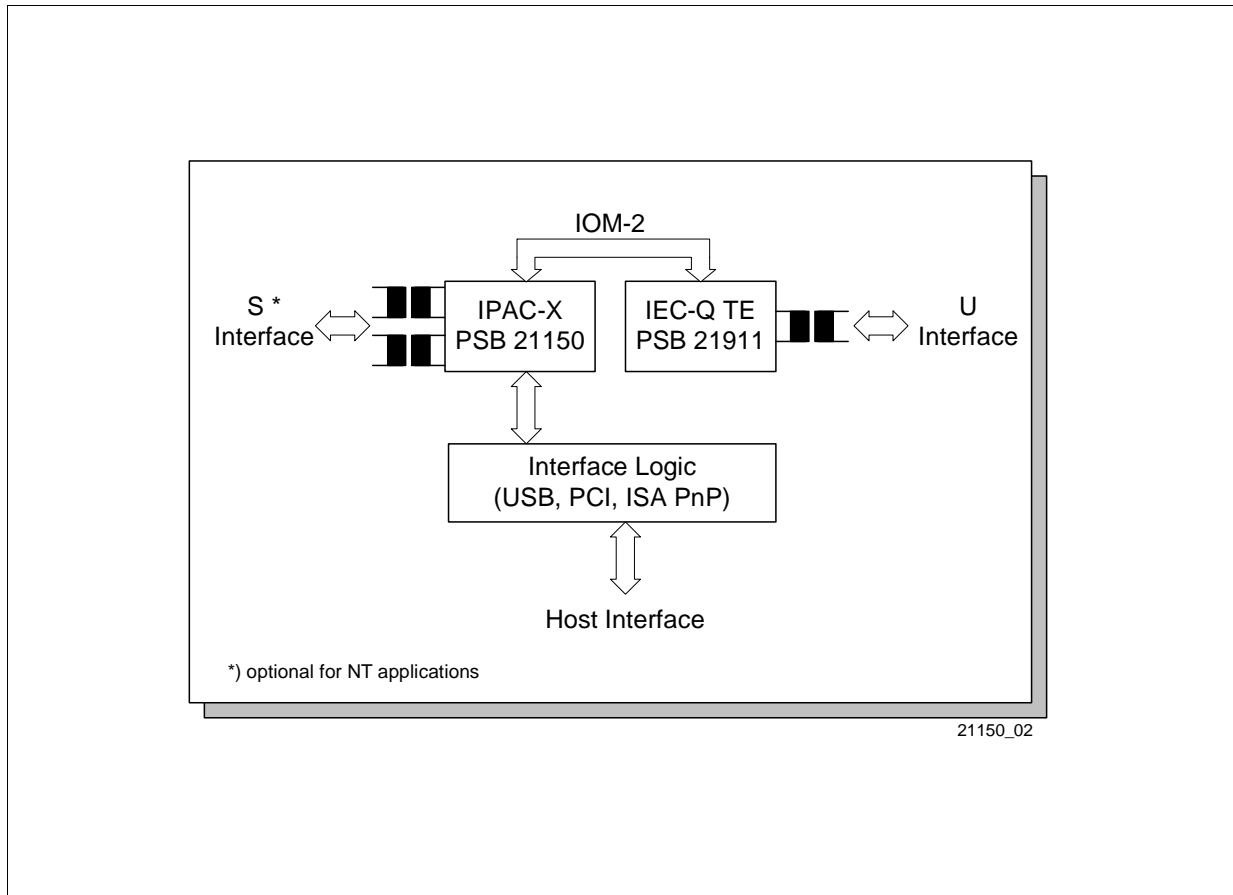 IOM-2
S *
Interface
IPAC-X
PSB 21150
IEC-Q TE
PSB 21911
U
Interface
Interface Logic
(USB, PCI, ISA PnP)
Host Interface
*) optional for NT applications
21150_02